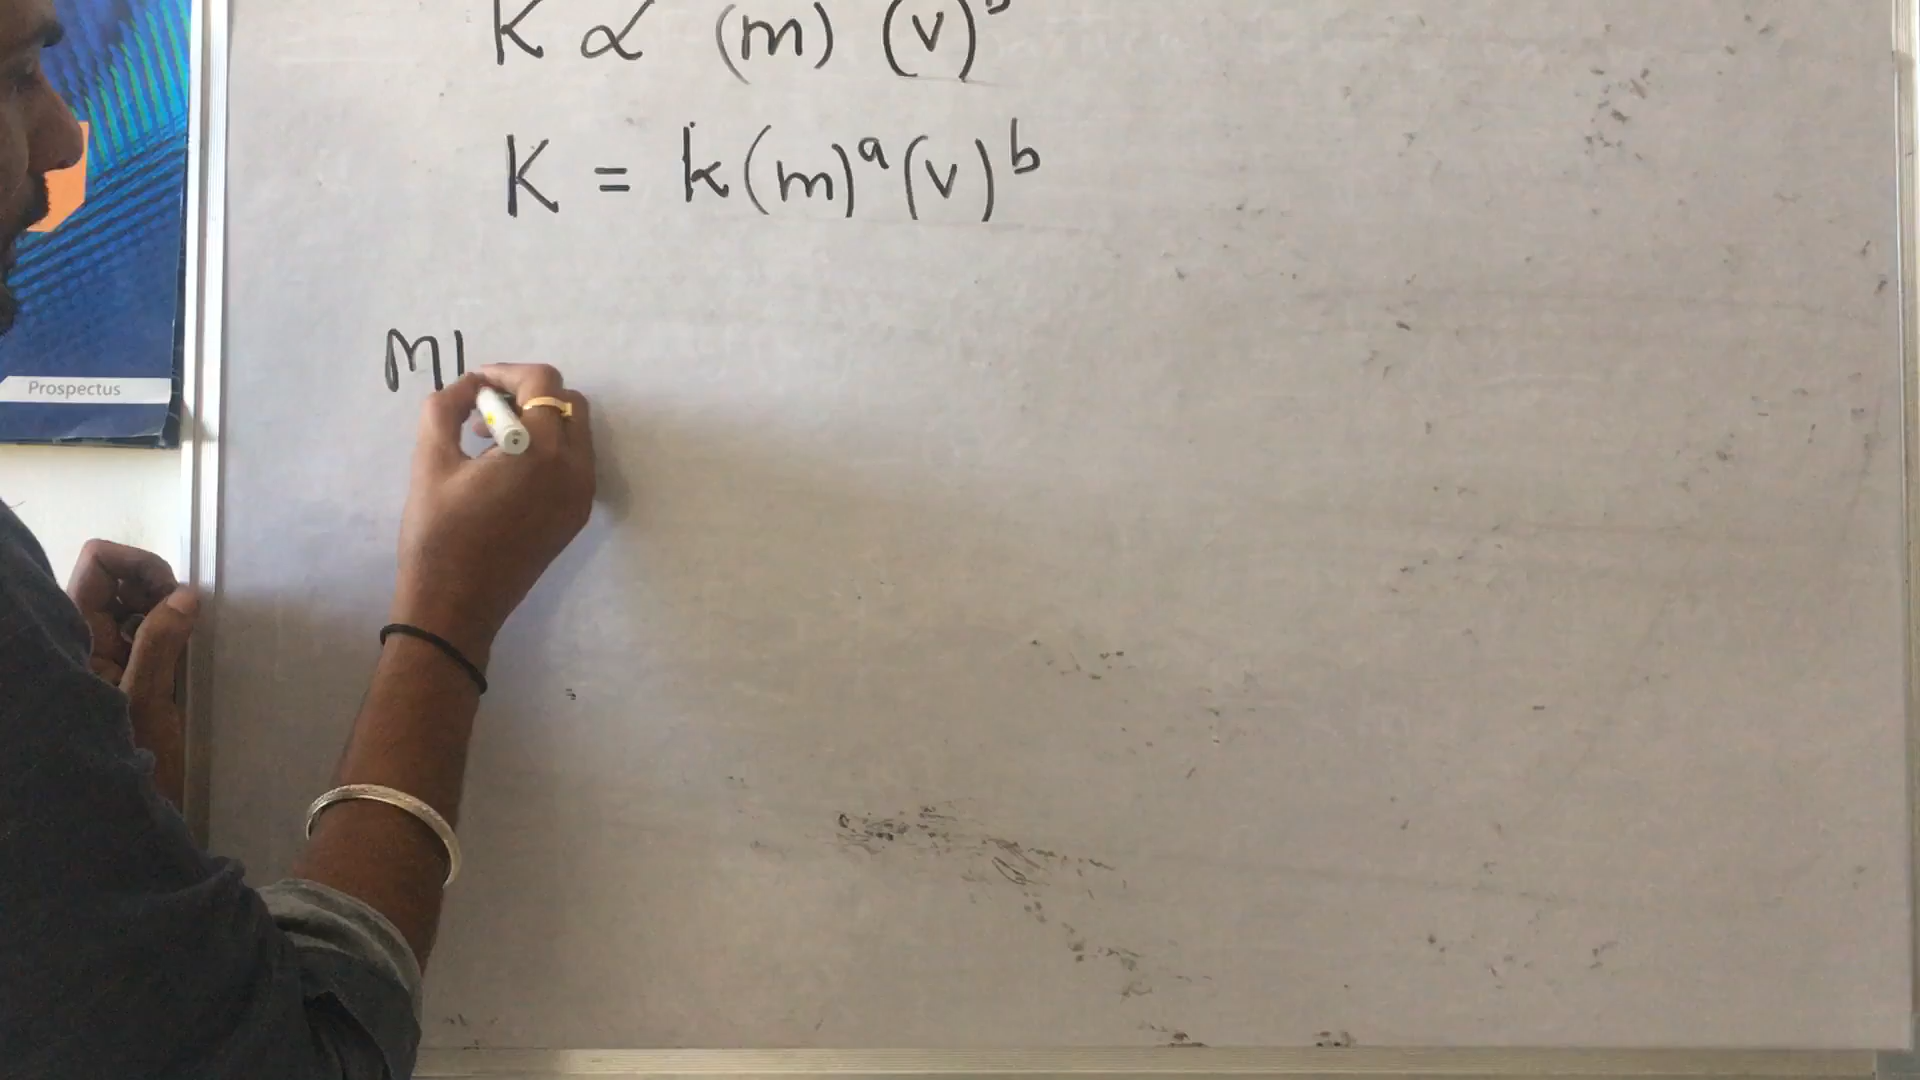 K ∝ (m) (v)ᵇ
K = k(m)ᵃ(v)ᵇ
M
Prospectus